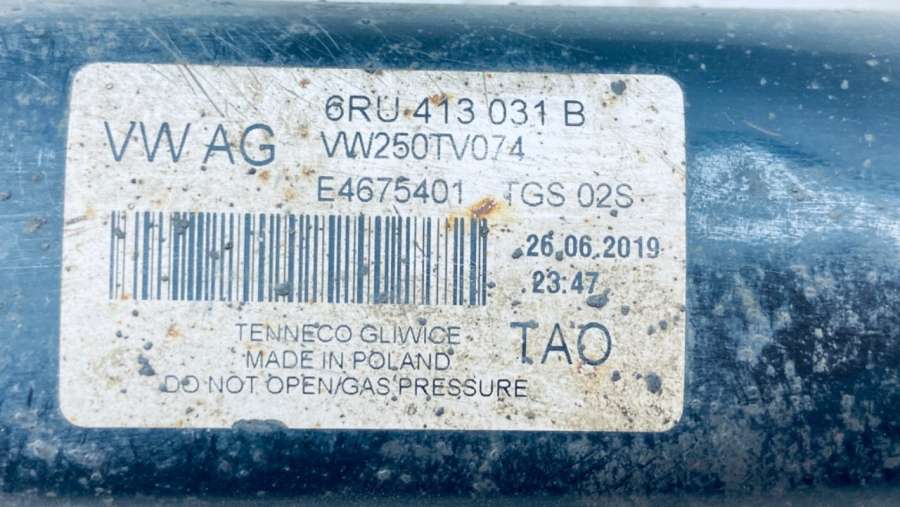 6RU 413 031 B
VW AG
VW250TV074
E4675401 TGS 02S
26.06.2019
23:47
TENNECO GLIWICE
MADE IN POLAND
DO NOT OPEN/GAS PRESSURE
TAO